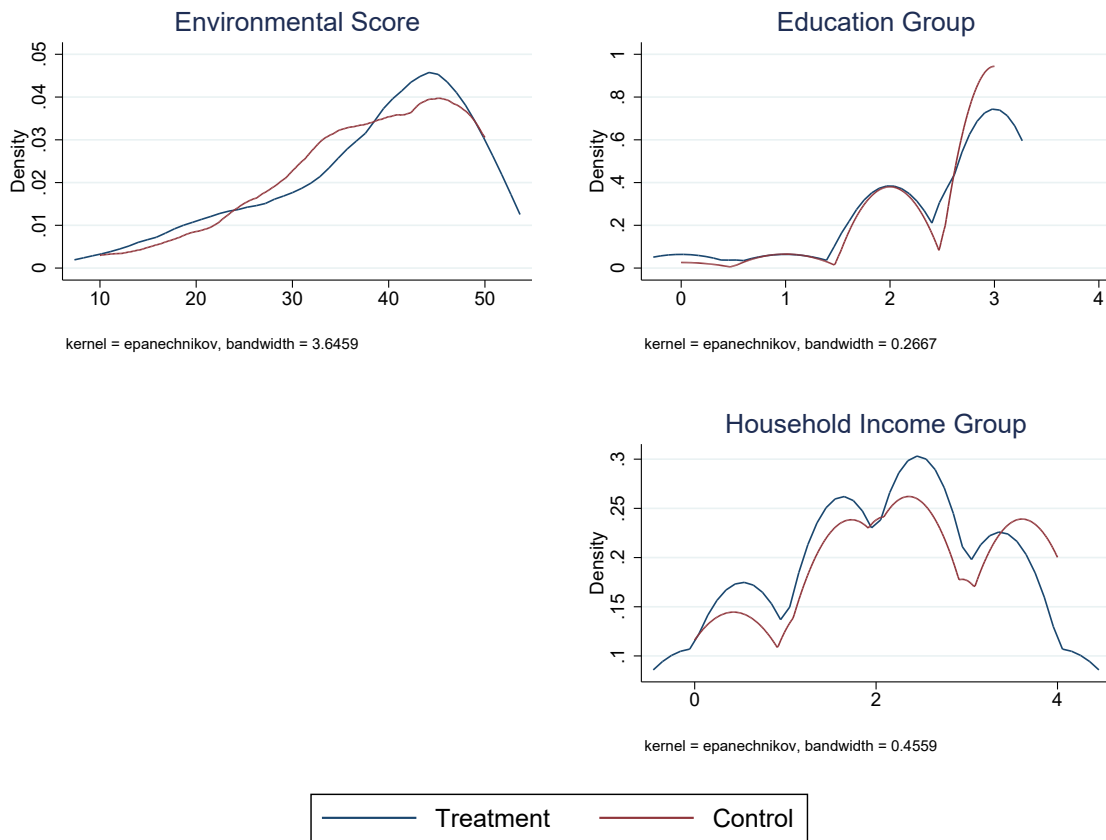 Environmental Score
Density
0 .01 .02 .03 .04 .05
10 20 30 40 50
kernel = epanechnikov, bandwidth = 3.6459
Education Group
Density
0 .2 .4 .6 .8 1
0 1 2 3 4
kernel = epanechnikov, bandwidth = 0.2667
Household Income Group
Density
.1 .15 .2 .25 .3
0 2 4
kernel = epanechnikov, bandwidth = 0.4559
Treatment Control